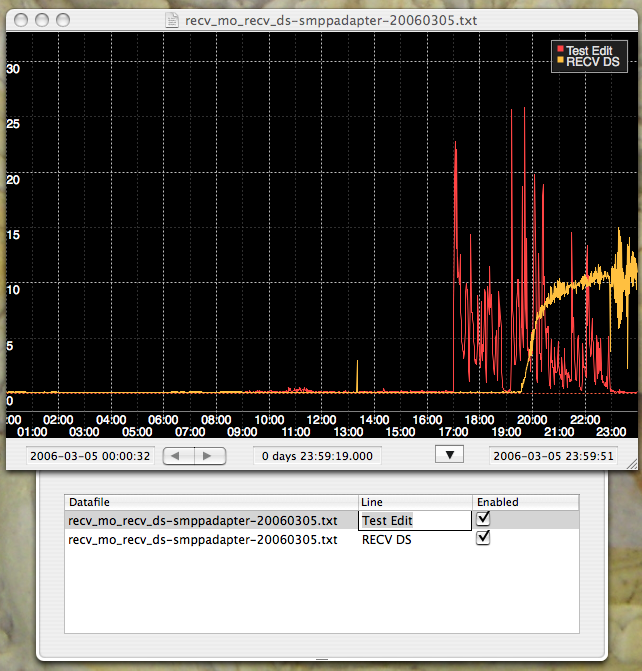 recv_mo_recv_ds-smppadapter-20060305.txt
Test Edit
RECV DS
30
25
20
15
10
5
0
:00 02:00 04:00 06:00 08:00 10:00 12:00 14:00 16:00 18:00 20:00 22:00
01:00 03:00 05:00 07:00 09:00 11:00 13:00 15:00 17:00 19:00 21:00 23:00
2006-03-05 00:00:32 0 days 23:59:19.000 2006-03-05 23:59:51
Datafile Line Enabled
recv_mo_recv_ds-smppadapter-20060305.txt Test Edit
recv_mo_recv_ds-smppadapter-20060305.txt RECV DS